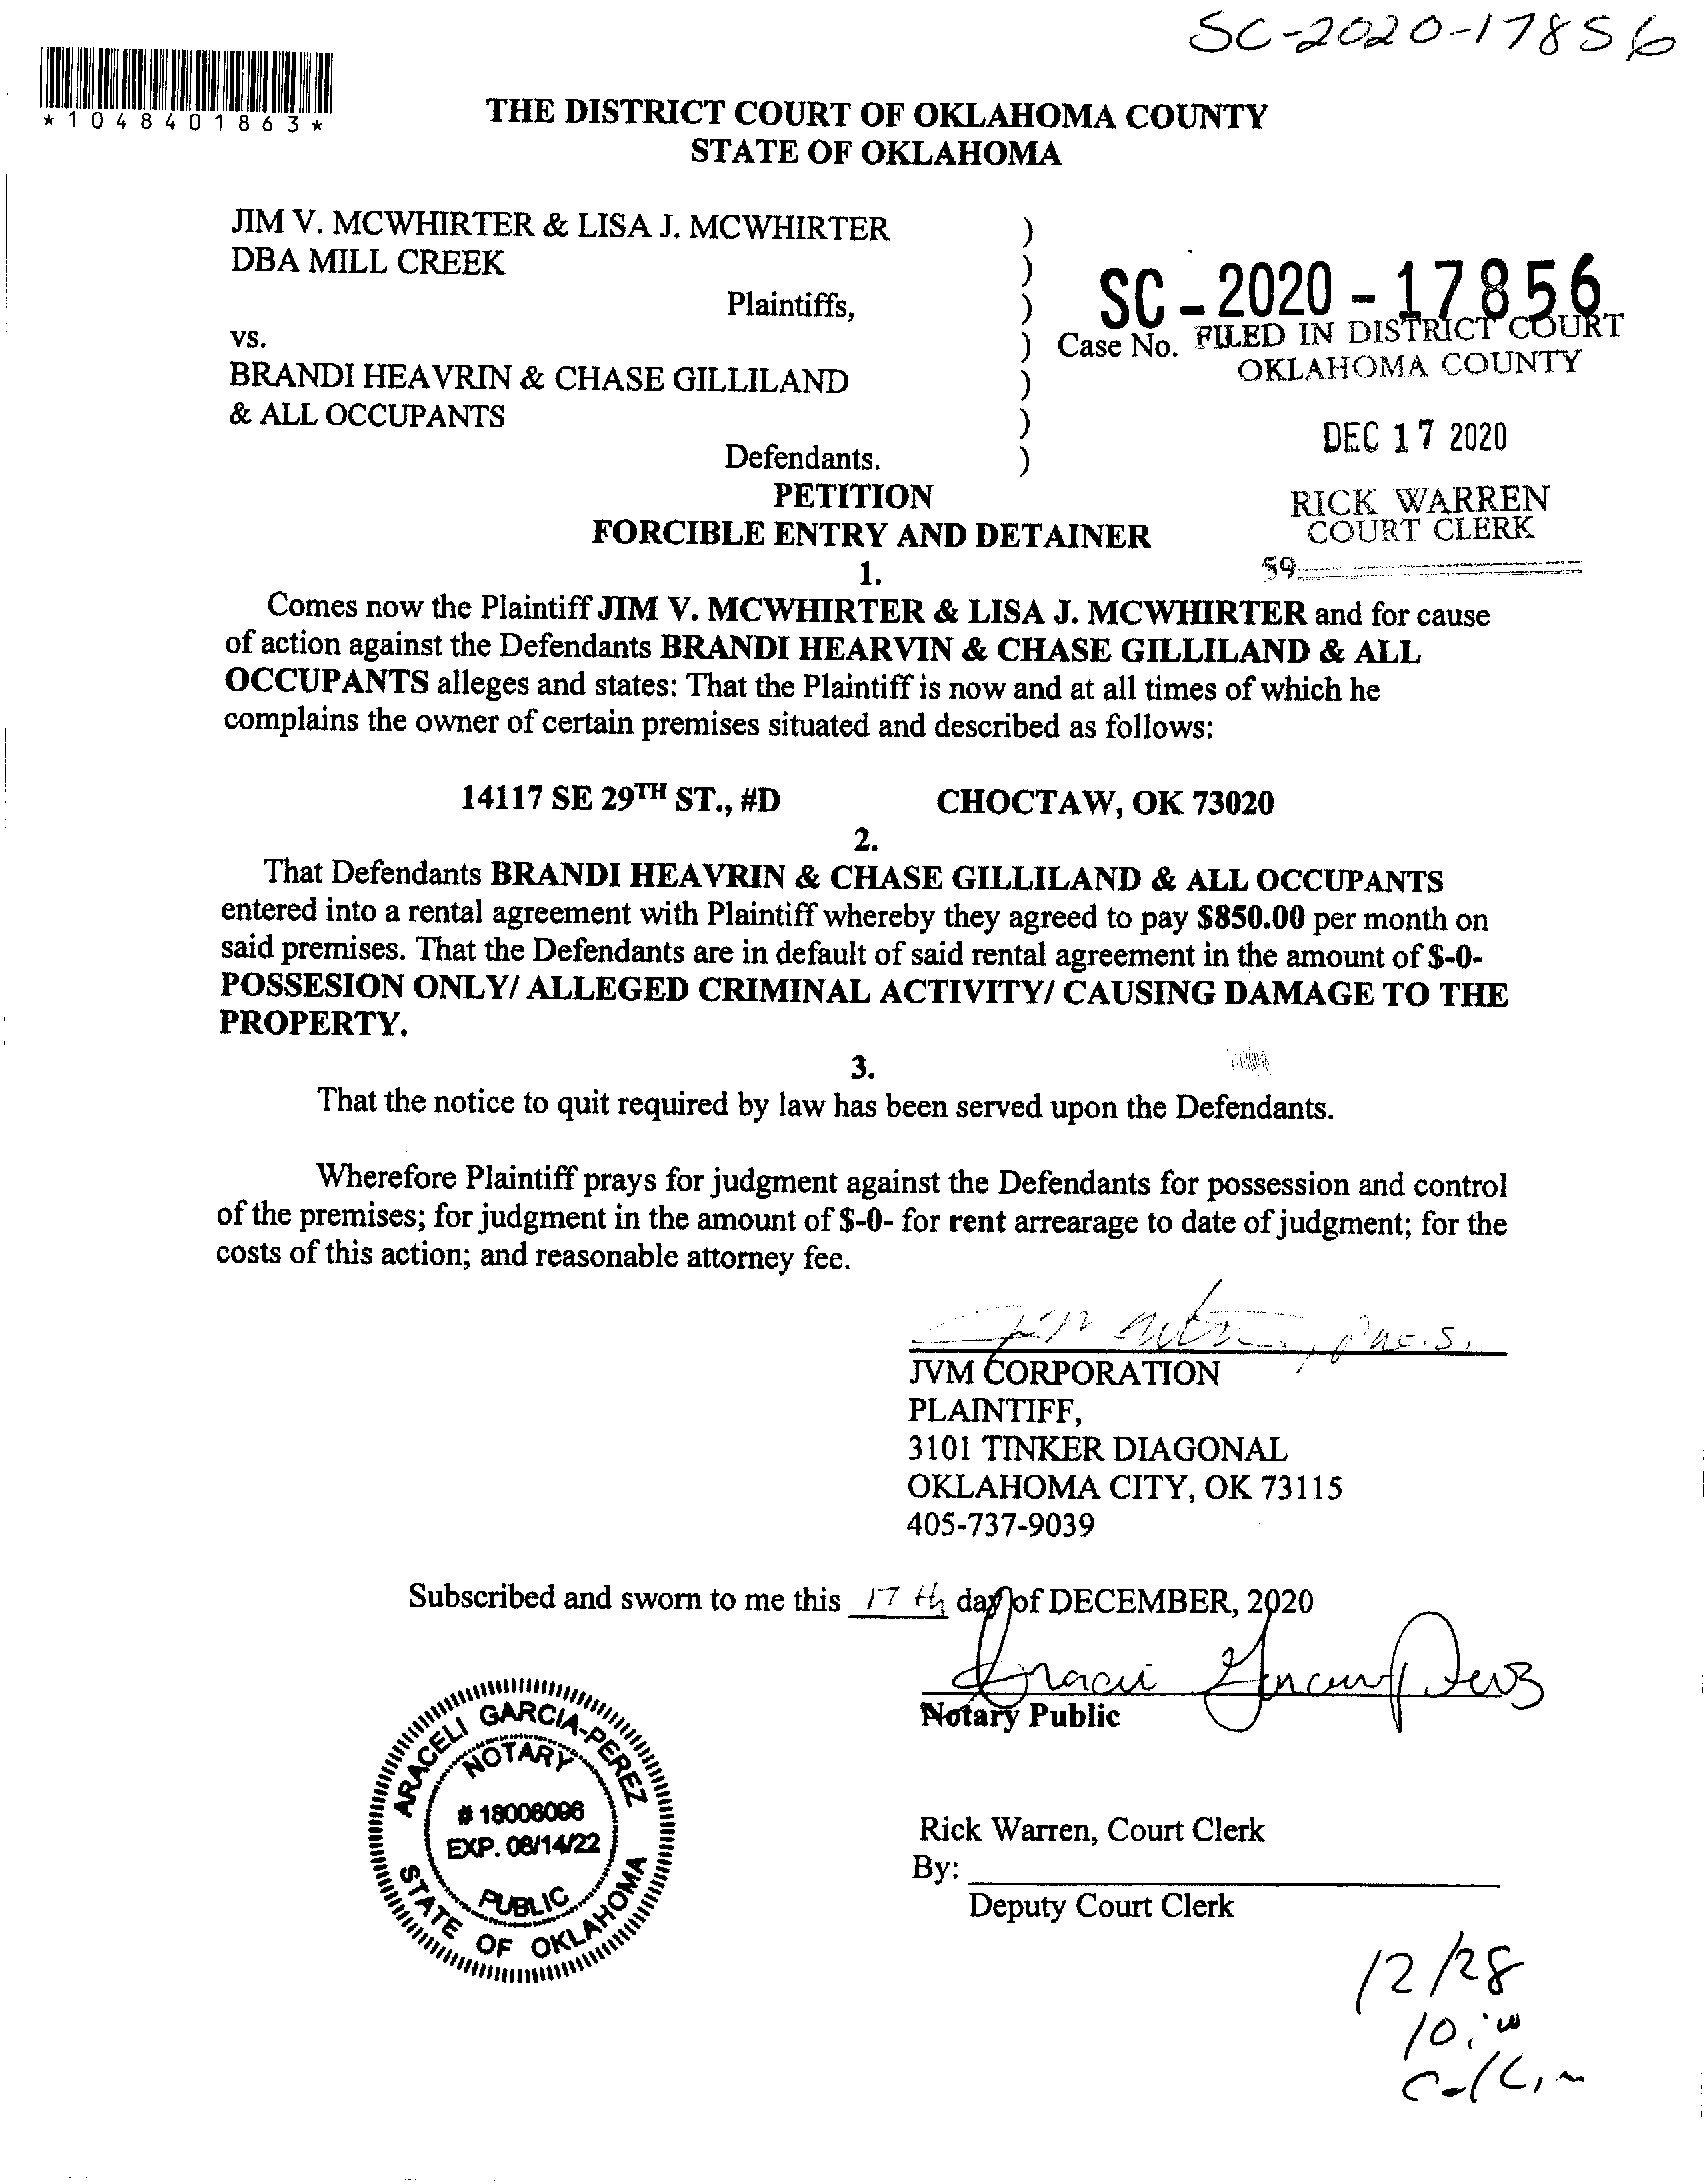 SC-2020-17856
*1048401863*
THE DISTRICT COURT OF OKLAHOMA COUNTY
STATE OF OKLAHOMA
JIM V. MCWHIRTER & LISA J. MCWHIRTER )
DBA MILL CREEK )
Plaintiffs, )
SC - 2020 - 17856
vs. ) Case No. FILED IN DISTRICT COURT
OKLAHOMA COUNTY
BRANDI HEAVRIN & CHASE GILLILAND )
& ALL OCCUPANTS )
DEC 17 2020
Defendants. )
PETITION
RICK WARREN
COURT CLERK
FORCIBLE ENTRY AND DETAINER
59
1.
Comes now the Plaintiff JIM V. MCWHIRTER & LISA J. MCWHIRTER and for cause
of action against the Defendants BRANDI HEARVIN & CHASE GILLILAND & ALL
OCCUPANTS alleges and states: That the Plaintiff is now and at all times of which he
complains the owner of certain premises situated and described as follows:
14117 SE 29TH ST., #D CHOCTAW, OK 73020
2.
That Defendants BRANDI HEAVRIN & CHASE GILLILAND & ALL OCCUPANTS
entered into a rental agreement with Plaintiff whereby they agreed to pay $850.00 per month on
said premises. That the Defendants are in default of said rental agreement in the amount of $-0-
POSSESION ONLY/ ALLEGED CRIMINAL ACTIVITY/ CAUSING DAMAGE TO THE
PROPERTY.
3.
That the notice to quit required by law has been served upon the Defendants.
Wherefore Plaintiff prays for judgment against the Defendants for possession and control
of the premises; for judgment in the amount of $-0- for rent arrearage to date of judgment; for the
costs of this action; and reasonable attorney fee.
JVM CORPORATION
PLAINTIFF,
3101 TINKER DIAGONAL
OKLAHOMA CITY, OK 73115
405-737-9039
Subscribed and sworn to me this 17th day of DECEMBER, 2020
Notary Public
ARACELI GARCIA-PEREZ
NOTARY
# 18008096
EXP. 08/14/22
PUBLIC
STATE OF OKLAHOMA
Rick Warren, Court Clerk
By:
Deputy Court Clerk
12/28